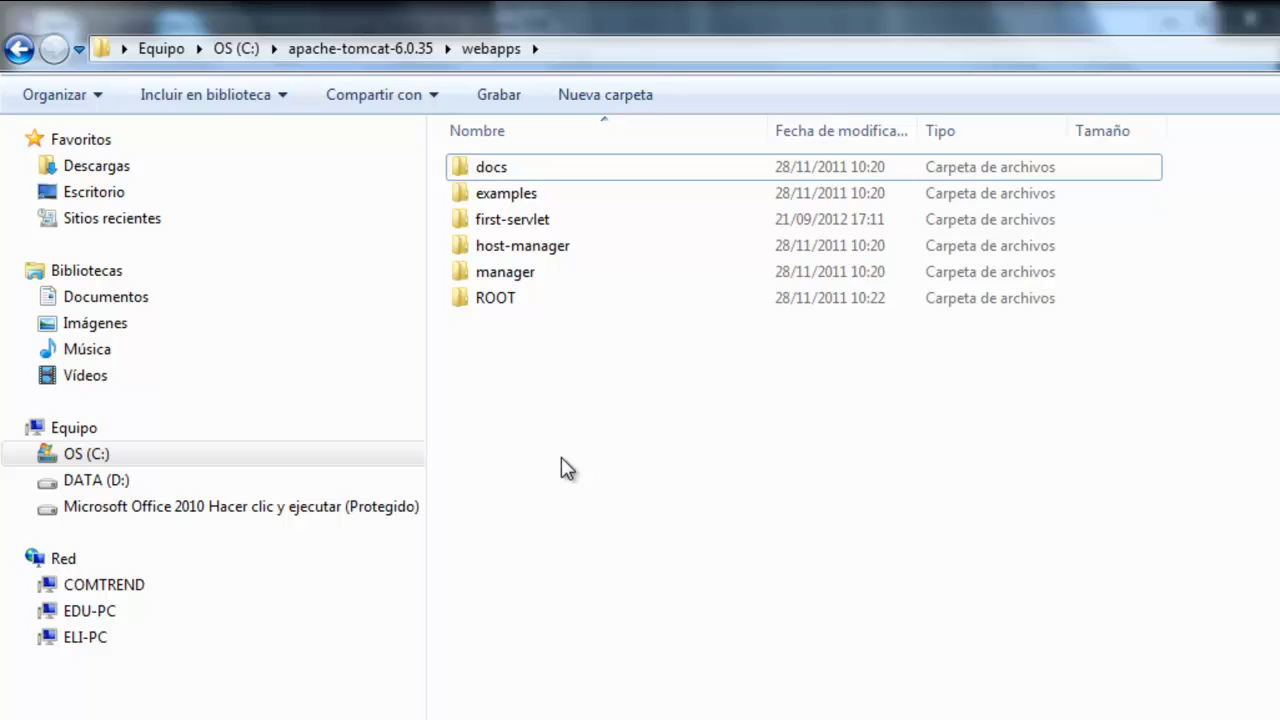 Equipo OS (C:) apache-tomcat-6.0.35 webapps
Organizar Incluir en biblioteca Compartir con Grabar Nueva carpeta
Favoritos
Descargas
Escritorio
Sitios recientes
Bibliotecas
Documentos
Imágenes
Música
Vídeos
Equipo
OS (C:)
DATA (D:)
Microsoft Office 2010 Hacer clic y ejecutar (Protegido)
Red
COMTREND
EDU-PC
ELI-PC
Nombre Fecha de modifica... Tipo Tamaño
docs 28/11/2011 10:20 Carpeta de archivos
examples 28/11/2011 10:20 Carpeta de archivos
first-servlet 21/09/2012 17:11 Carpeta de archivos
host-manager 28/11/2011 10:20 Carpeta de archivos
manager 28/11/2011 10:20 Carpeta de archivos
ROOT 28/11/2011 10:22 Carpeta de archivos